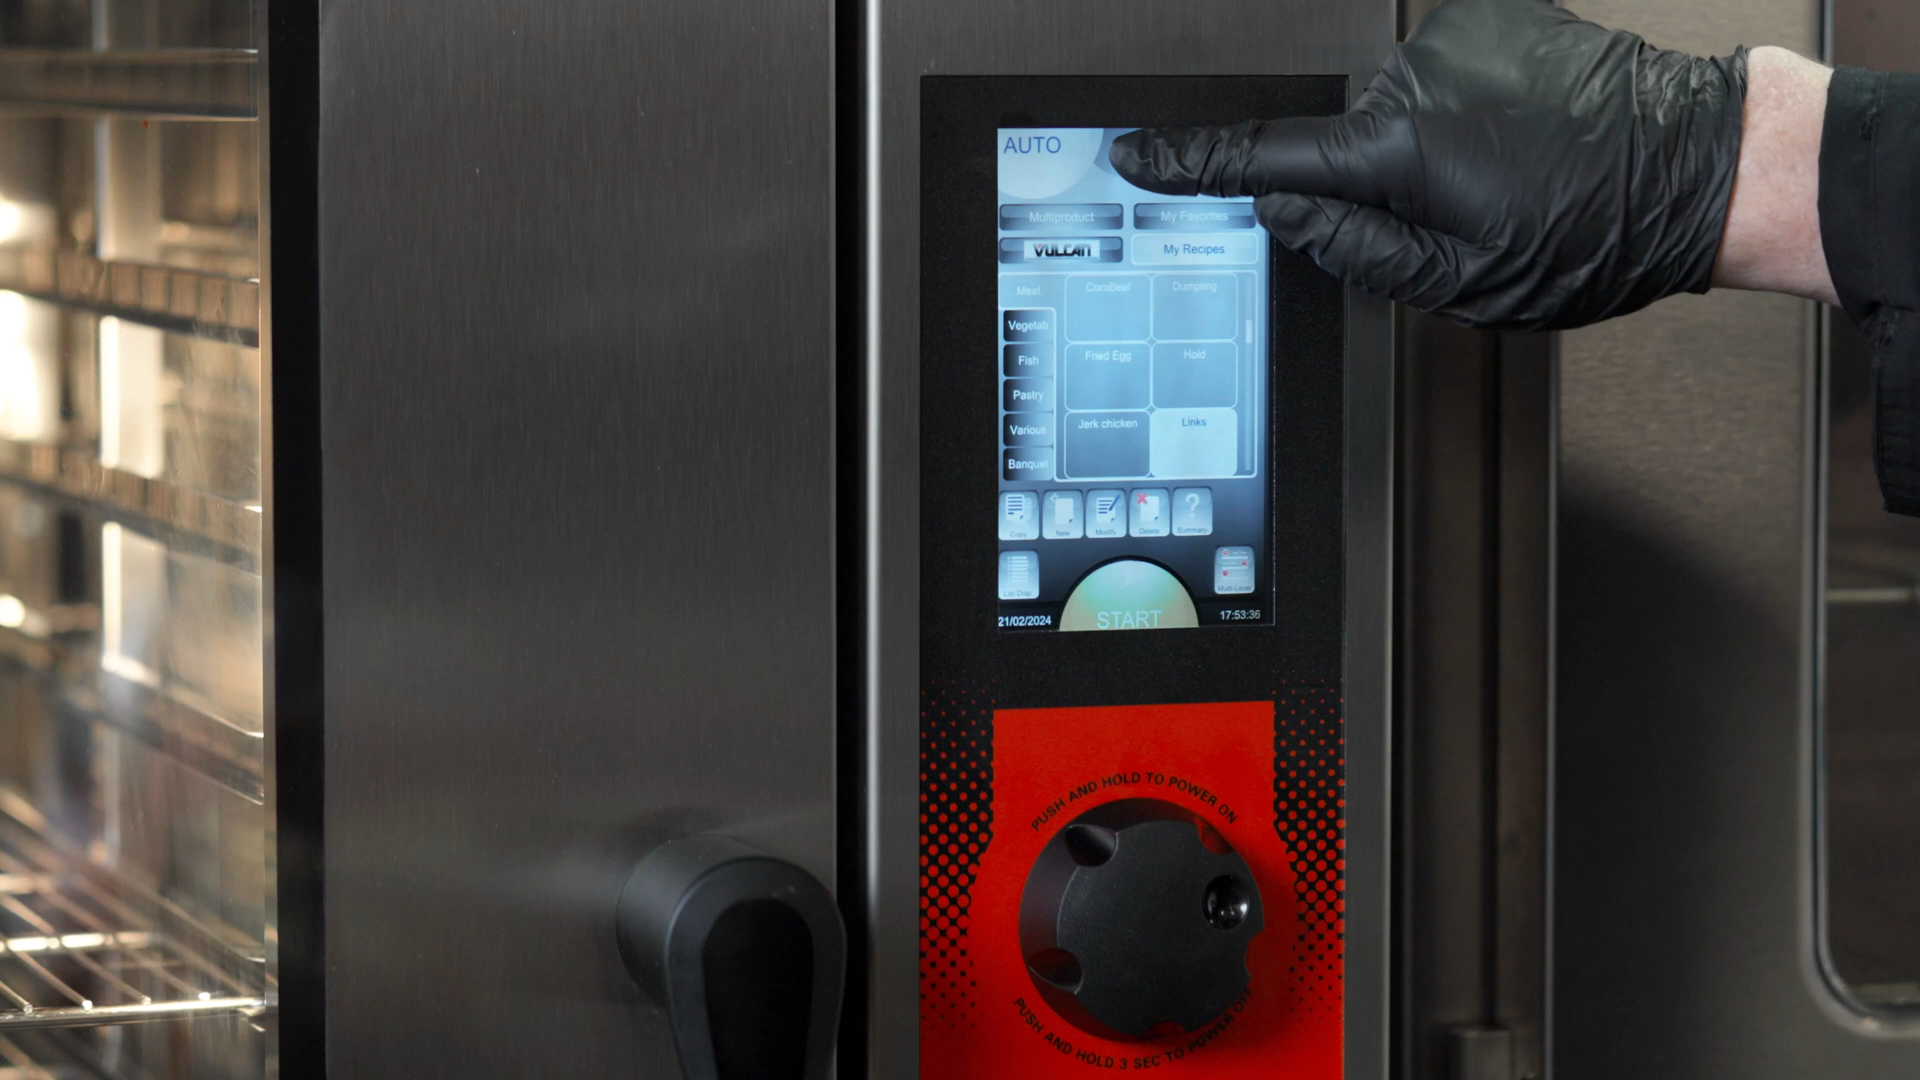 AUTO
Multiproduct
My Favorites
VULCAN
My Recipes
Meat
CornBeef
Dumpling
Vegetab
Fish
Fried Egg
Hold
Pastry
Various
Jerk chicken
Links
Banquet
Copy
New
Modify
Delete
Summary
List Disp
Multi-Level
START
21/02/2024
17:53:36
PUSH AND HOLD TO POWER ON
PUSH AND HOLD 3 SEC TO POWER OFF